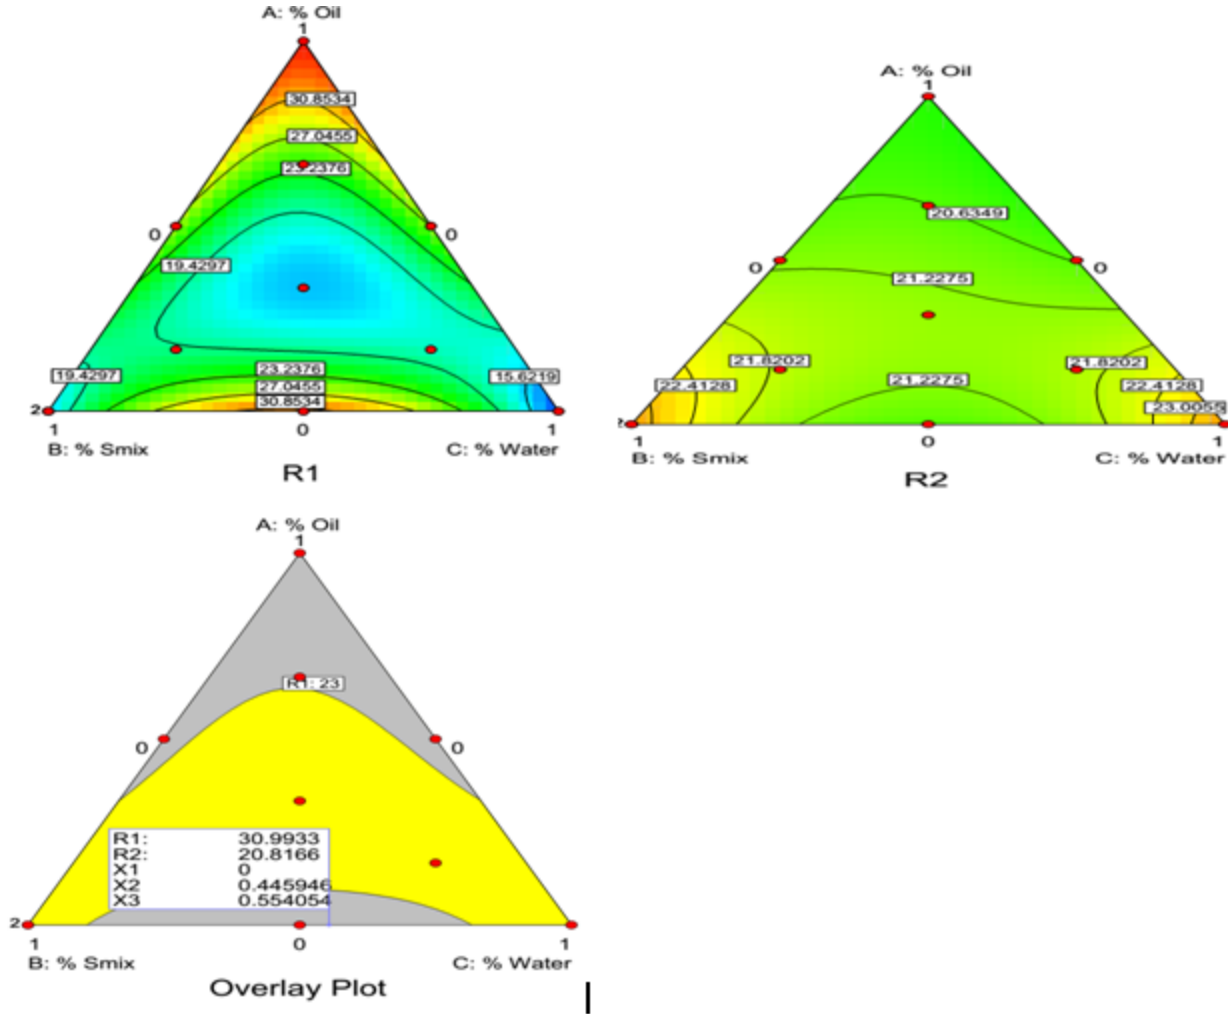 A: % Oil
1
30.8534
27.0455
23.2376
0
0
19.4297
23.2376
27.0455
30.8534
19.4297
15.6219
2
1
0
1
B: % Smix
C: % Water
R1
A: % Oil
1
20.6349
0
0
21.2275
21.8202
21.8202
21.2275
22.4128
22.4128
23.0055
1
0
1
B: % Smix
C: % Water
R2
A: % Oil
1
R1: 23
0
0
R1: 30.9933
R2: 20.8166
X1 0
X2 0.445946
X3 0.554054
2
1
0
1
B: % Smix
C: % Water
Overlay Plot